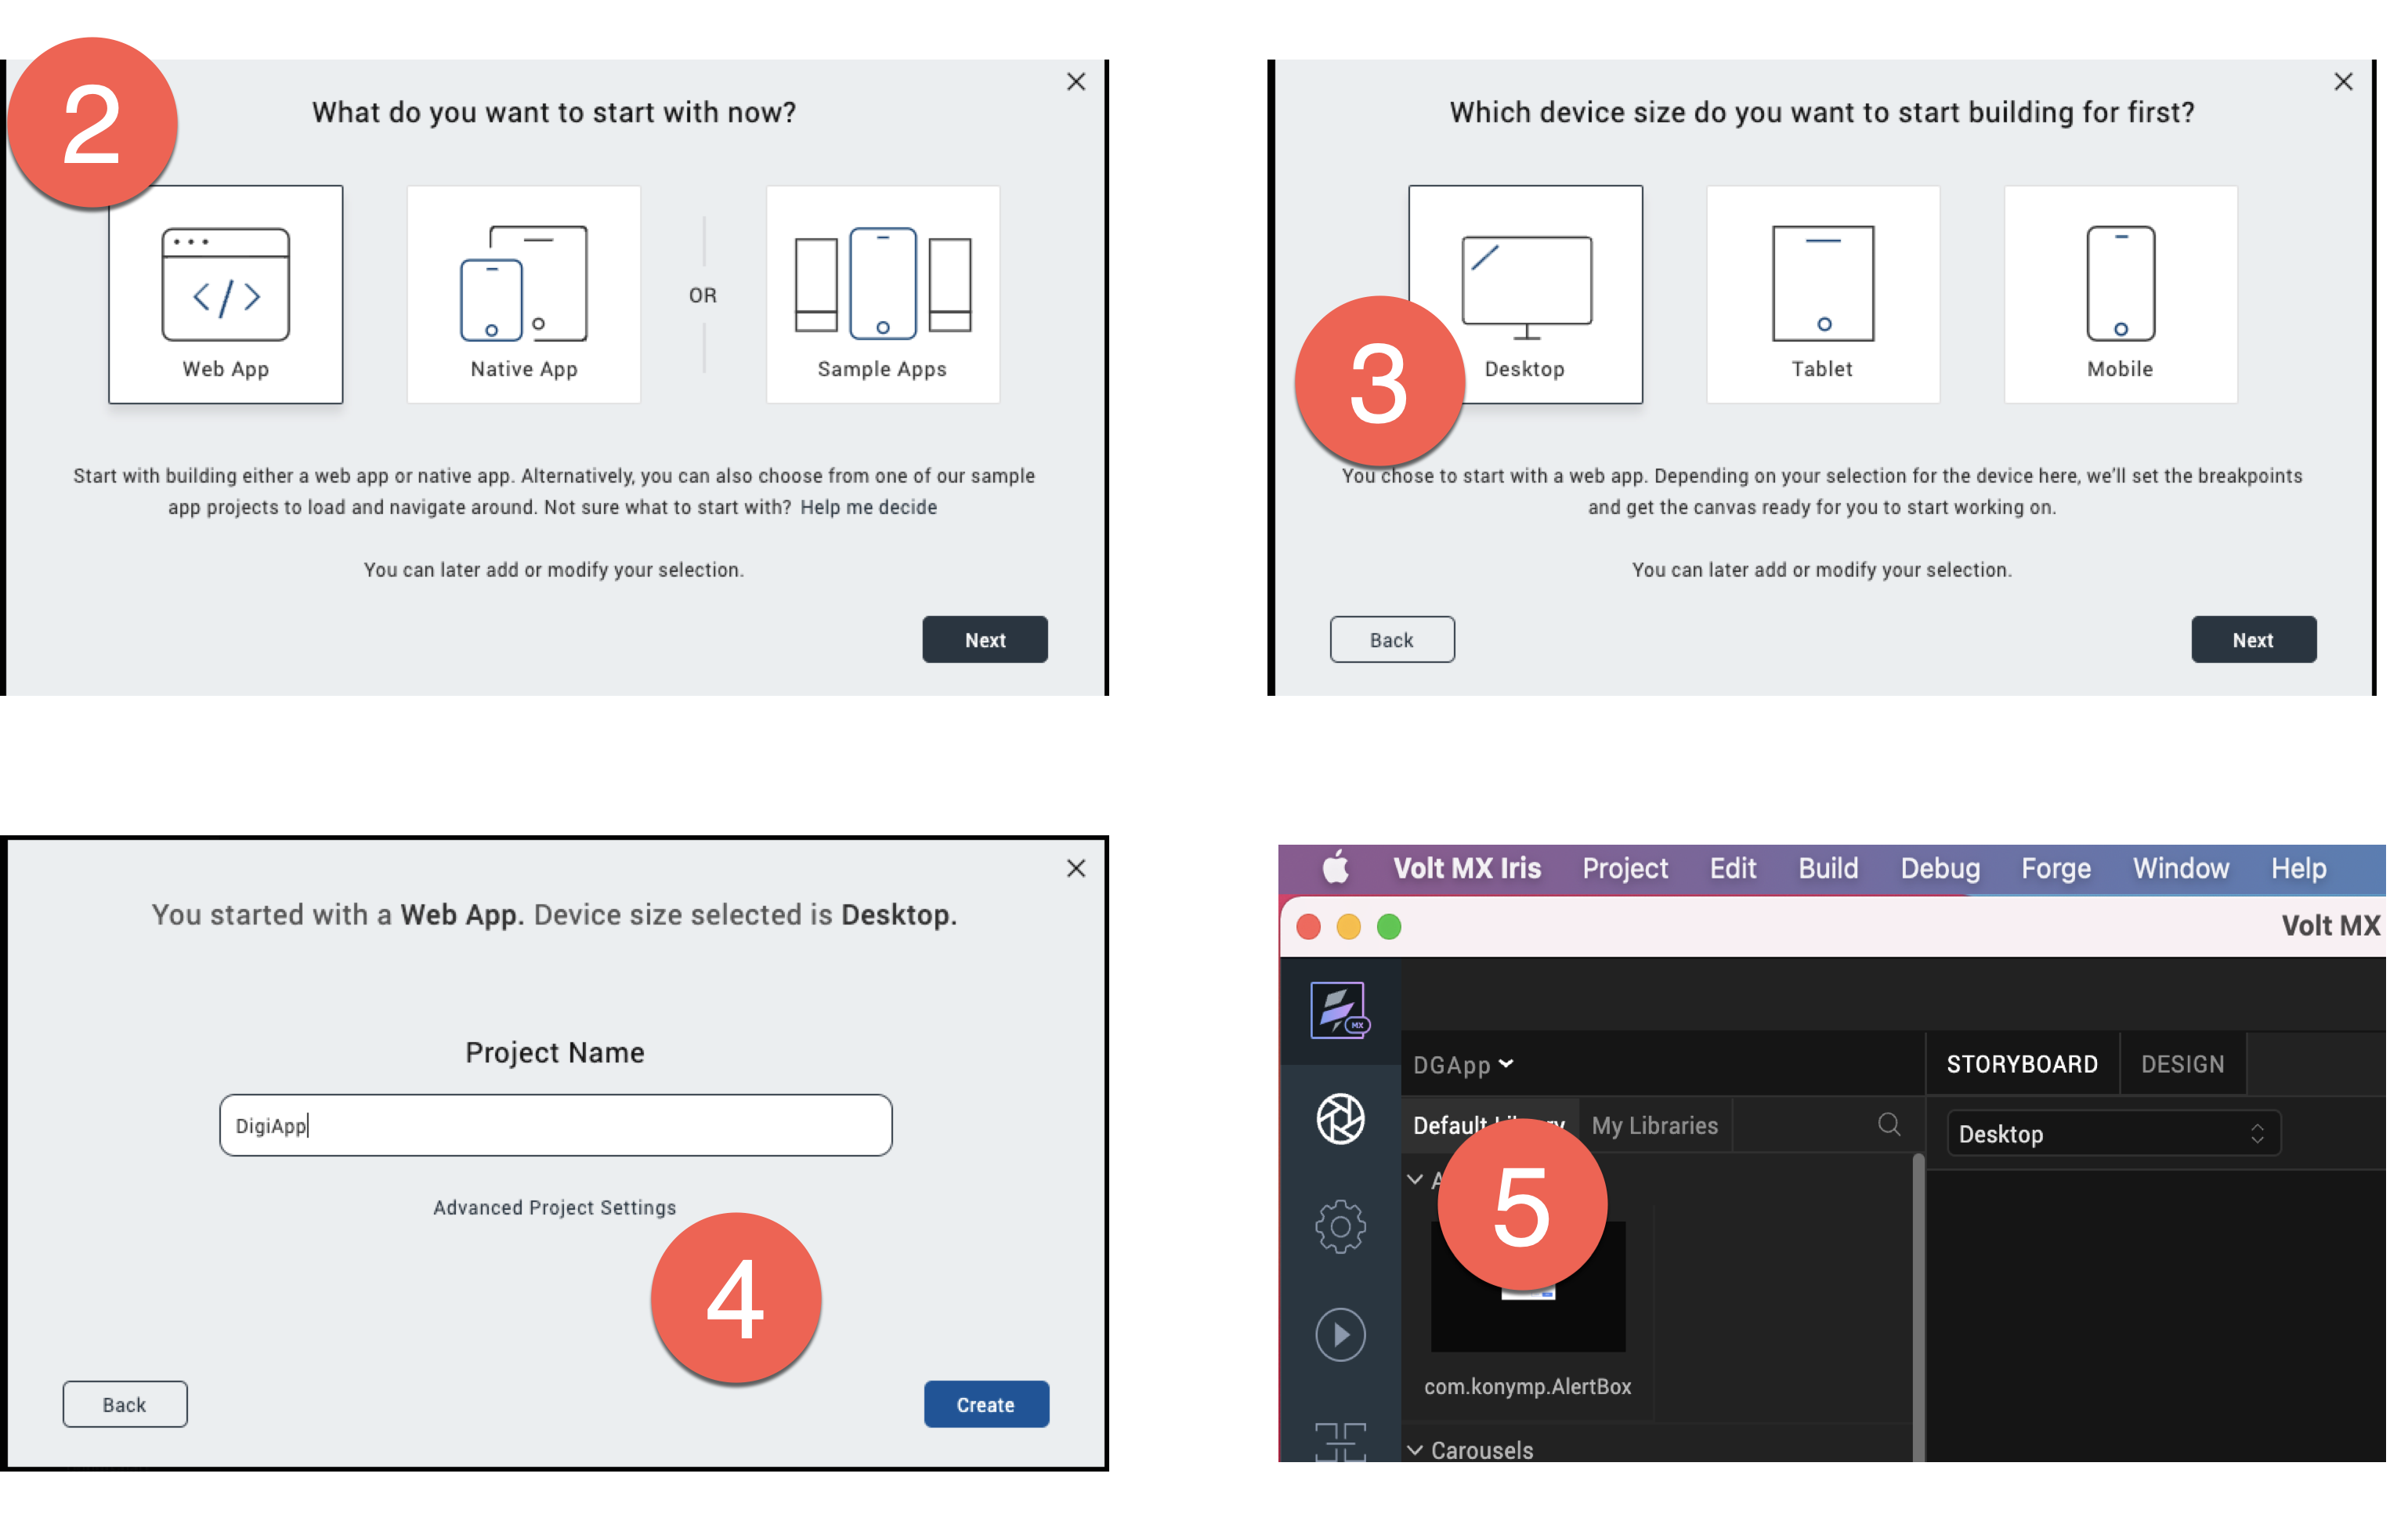 2
What do you want to start with now?
Web App
Native App
OR
Sample Apps
Start with building either a web app or native app. Alternatively, you can also choose from one of our sample
app projects to load and navigate around. Not sure what to start with? Help me decide
You can later add or modify your selection.
Next
3
Which device size do you want to start building for first?
Desktop
Tablet
Mobile
You chose to start with a web app. Depending on your selection for the device here, we'll set the breakpoints
and get the canvas ready for you to start working on.
You can later add or modify your selection.
Back
Next
You started with a Web App. Device size selected is Desktop.
Project Name
DigiApp
Advanced Project Settings
4
Back
Create
Volt MX Iris Project Edit Build Debug Forge Window Help
Volt MX
MX
DGApp
STORYBOARD DESIGN
Default My Libraries
Desktop
5
com.konymp.AlertBox
Carousels